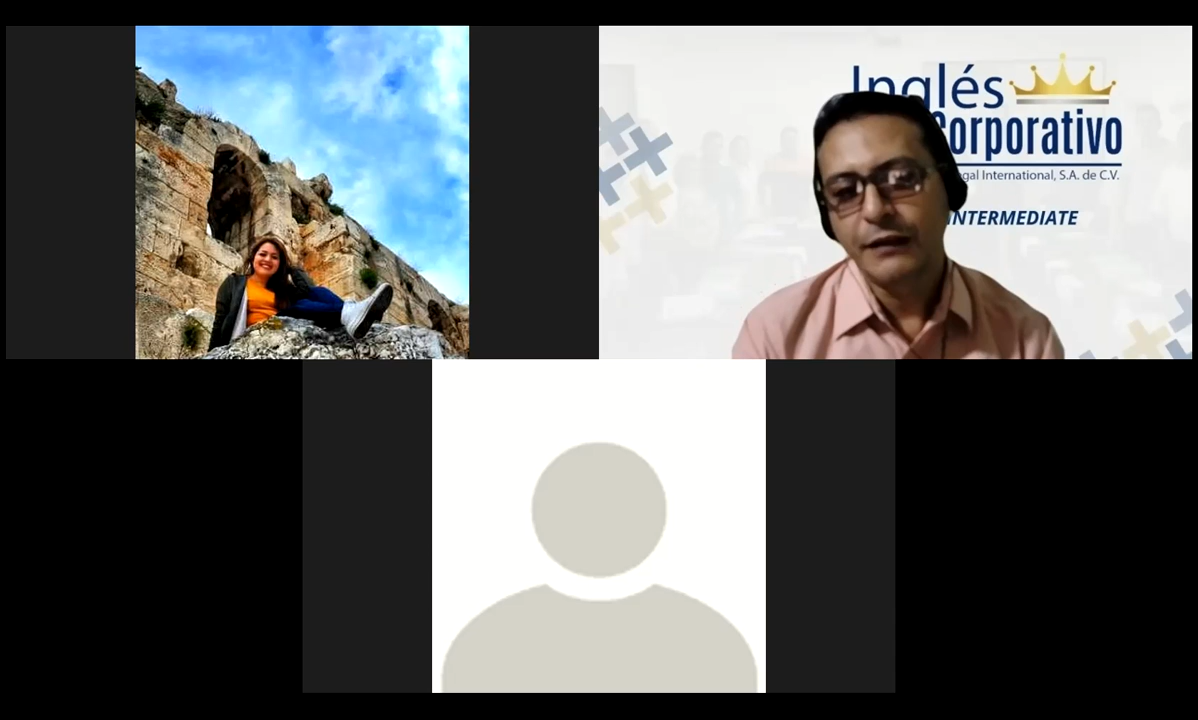 Inglés
Corporativo
International, S.A. de C.V.
INTERMEDIATE